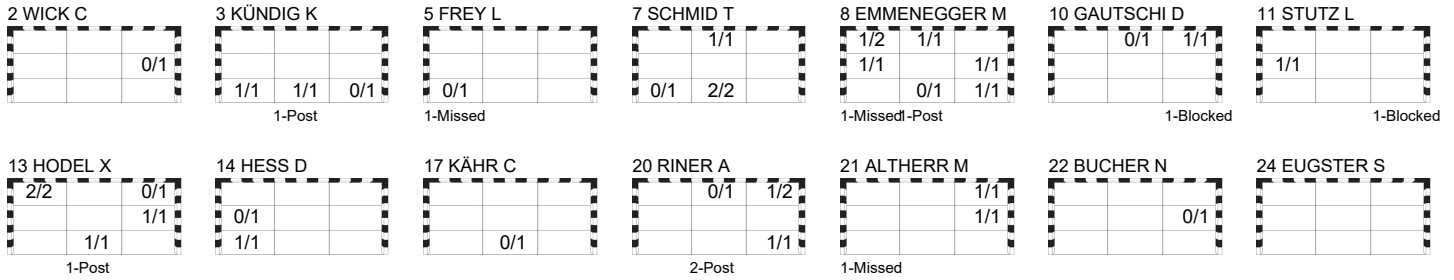 2 WICK C 3 KÜNDIG K 5 FREY L 7 SCHMID T 8 EMMENEGGER M 10 GAUTSCHI D 11 STUTZ L
1/1 1/2 1/1 0/1 1/1
0/1 1/1 1/1 1/1
1/1 1/1 0/1 0/1 0/1 2/2 0/1 1/1
1-Post 1-Missed 1-Missed 1-Post 1-Blocked 1-Blocked
13 HODEL X 14 HESS D 17 KÄHR C 20 RINER A 21 ALTHERR M 22 BUCHER N 24 EUGSTER S
2/2 0/1 0/1 1/2 1/1
1/1 0/1 1/1 0/1
1/1 1/1 0/1 1/1
1-Post 2-Post 1-Missed